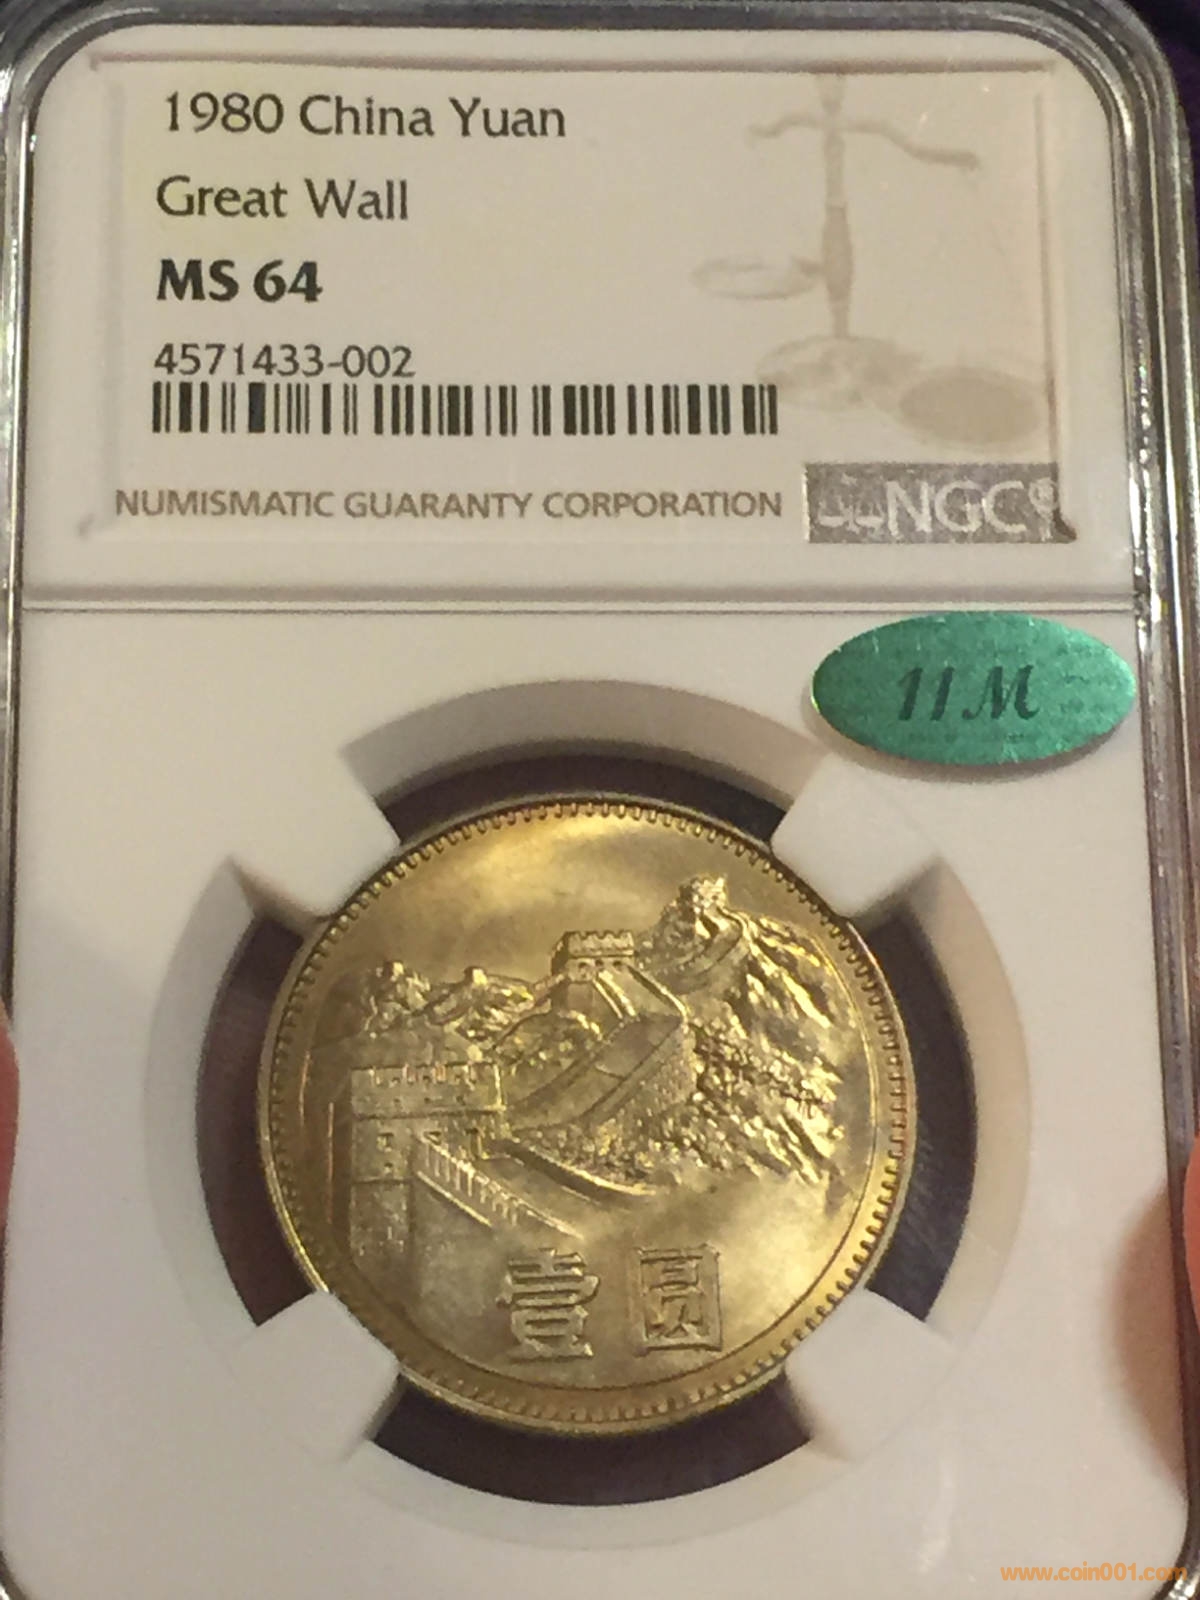 1980 China Yuan
Great Wall
MS 64
4571433-002
NUMISMATIC GUARANTY CORPORATION
NGC
11M
壹圆
www.coin001.com